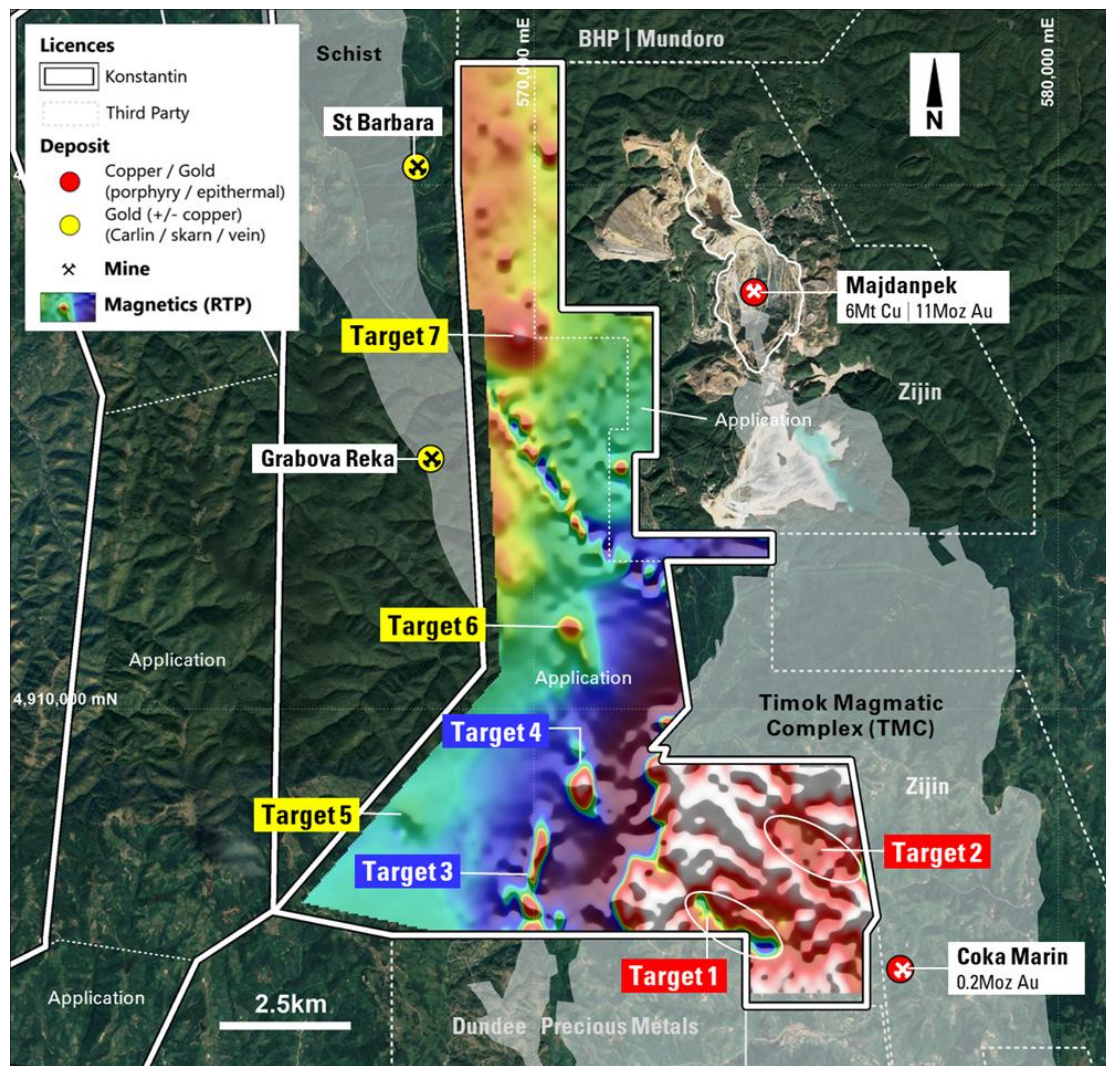 Licences
Konstantin
Third Party
Deposit
Copper / Gold
(porphyry / epithermal)
Gold (+/- copper)
(Carlin / skarn / vein)
Mine
Magnetics (RTP)
Schist
BHP | Mundoro
570,000 mE
580,000 mE
N
St Barbara
Majdanpek
6Mt Cu | 11Moz Au
Target 7
Zijin
Application
Grabova Reka
Target 6
Application
Application
4,910,000 mN
Timok Magmatic
Complex (TMC)
Target 4
Zijin
Target 5
Target 3
Target 2
Target 1
Coka Marin
0.2Moz Au
Application
2.5km
Dundee Precious Metals